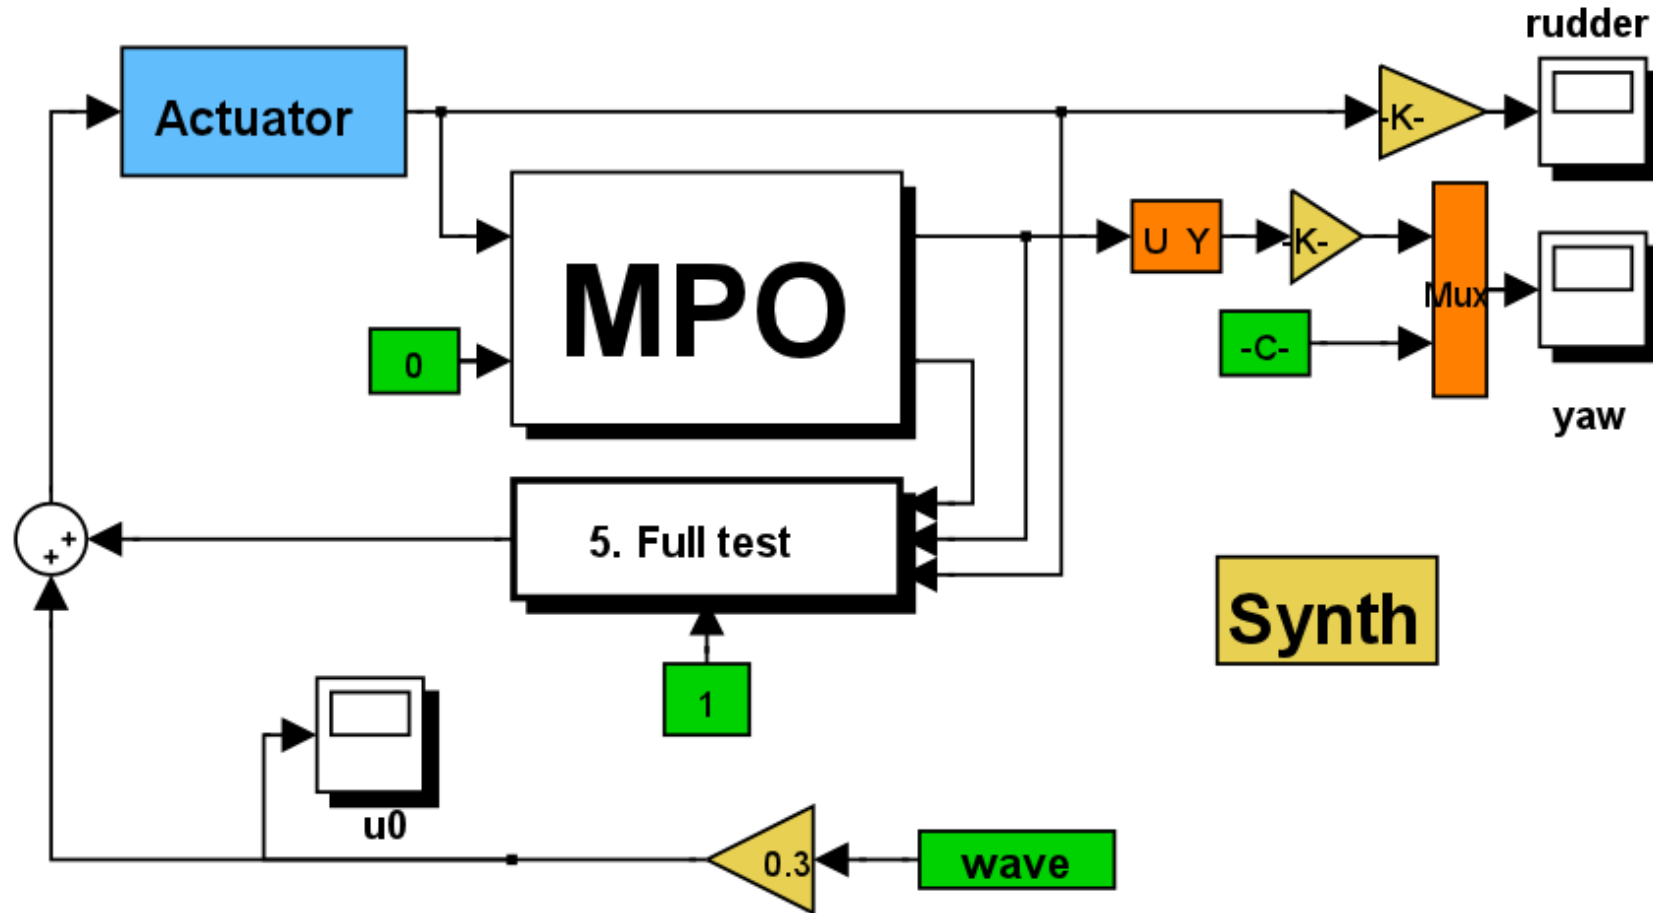 rudder
Actuator
-K-
MPO
U Y
-K-
Mux
0
-C-
yaw
+
+
5. Full test
Synth
1
u0
0.3
wave